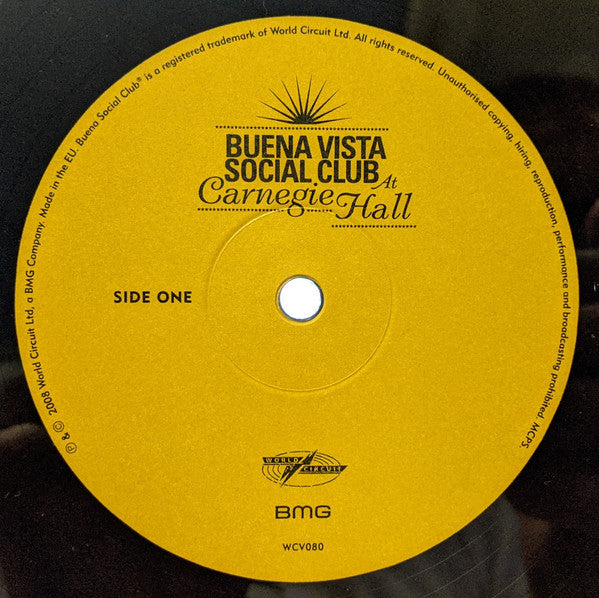 ℗ & © 2008 World Circuit Ltd, a BMG Company. Made in the EU. Buena Social Club® is a registered trademark of World Circuit Ltd. All rights reserved. Unauthorised copying, hiring, reproduction, performance and broadcasting prohibited. MCPS.
BUENA VISTA
SOCIAL CLUB At
Carnegie
Hall
SIDE ONE
WORLD
CIRCUIT
BMG
WCV080